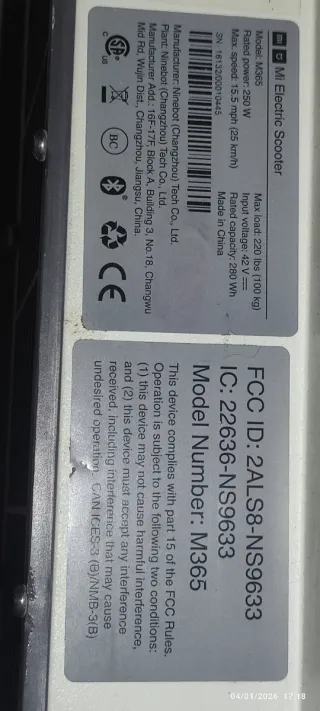 mi Mi Electric Scooter
Model: M365
Rated power: 250 W
Max. speed: 15.5 mph (25 km/h)
Max load: 220 lbs (100 kg)
Input voltage: 42 V
Rated capacity: 280 Wh
Made in China
SN: 16132/00010445
Manufacturer: Ninebot (Changzhou) Tech Co., Ltd.
Plant: Ninebot (Changzhou) Tech Co., Ltd.
Manufacturer Add.: 16F-17F, Block A, Building 3, No.18, Changwu
Mid Rd, Wujin Dist., Changzhou, Jiangsu, China.
C US
BC
CE
FCC ID: 2ALS8-NS9633
IC: 22636-NS9633
Model Number: M365
This device complies with part 15 of the FCC Rules.
Operation is subject to the following two conditions:
(1) this device may not cause harmful interference,
and (2) this device must accept any interference
received, including interference that may cause
undesired operation. CAN ICES-3 (B)/NMB-3(B)
04/01/2026 17:18